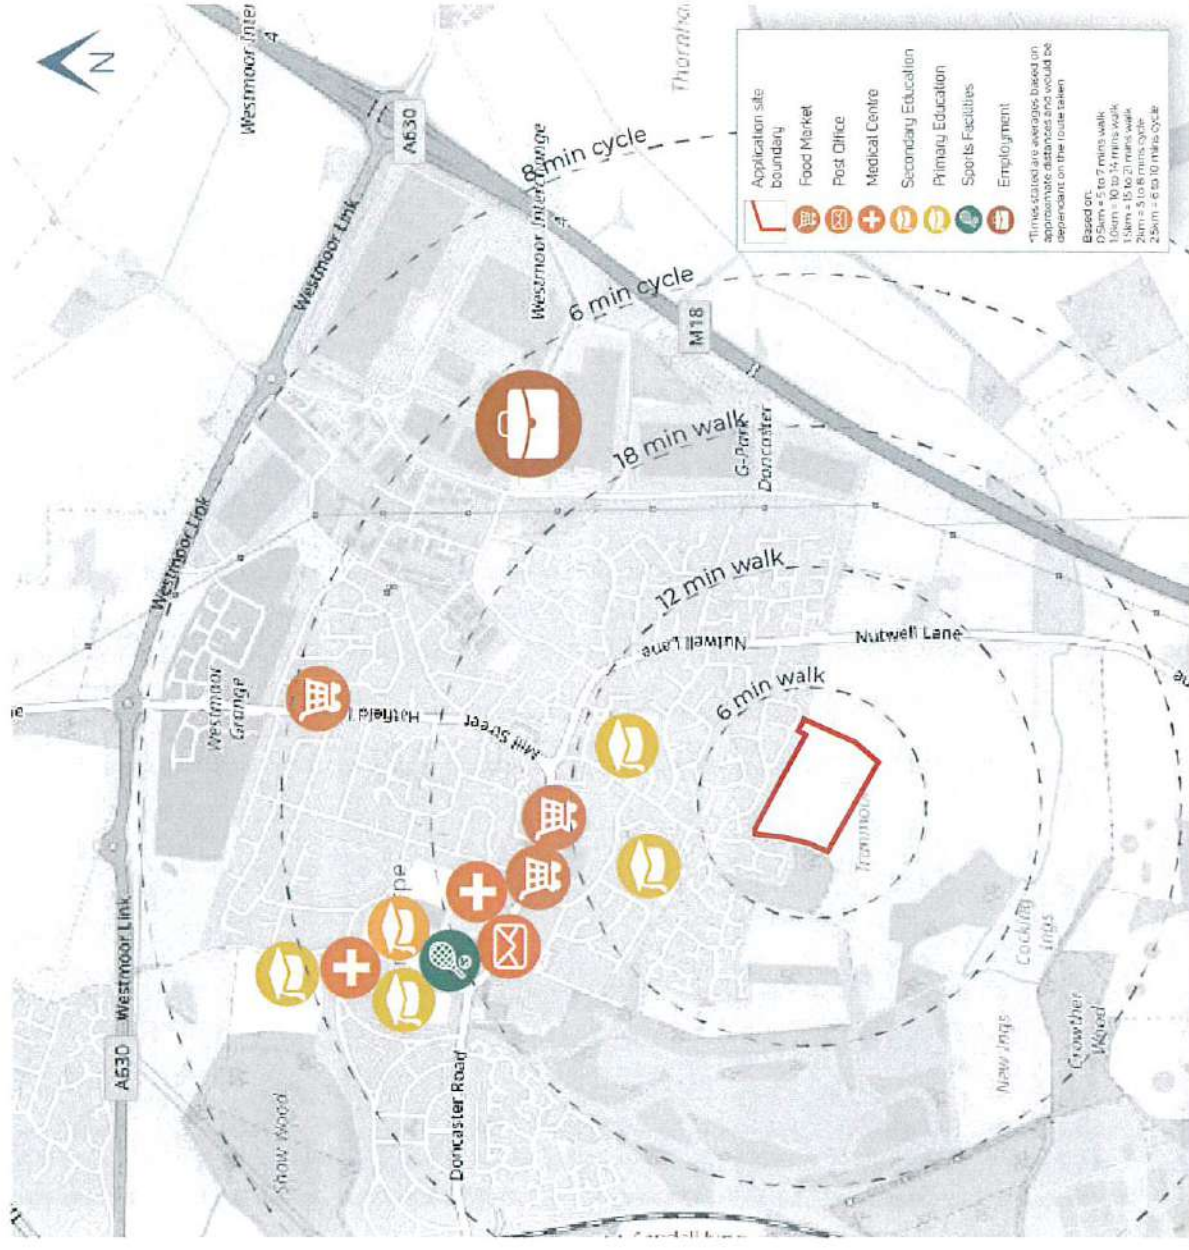 N
A630
M18
Westmoor Link
Westmoor Link
Westmoor Link
A630
Westmoor Interchange
8 min cycle
6 min cycle
18 min walk
12 min walk
6 min walk
G-Park
Doncaster
Westmoor
Grange
Hatfield
Mill Street
Nutwell Lane
Nutwell Lane
Doncaster Road
Show Wood
New Ings
Crowther
Wood
Cocking
Ings
Application site
boundary
Food Market
Post Office
Medical Centre
Secondary Education
Primary Education
Sports Facilities
Employment
*Times stated are averages based on
approximate distances and would be
dependant on the route taken
Based on:
0.5km = 5 to 7 mins walk
1.0km = 10 to 14 mins walk
1.5km = 15 to 21 mins walk
2km = 5 to 8 mins cycle
2.5km = 6 to 10 mins cycle